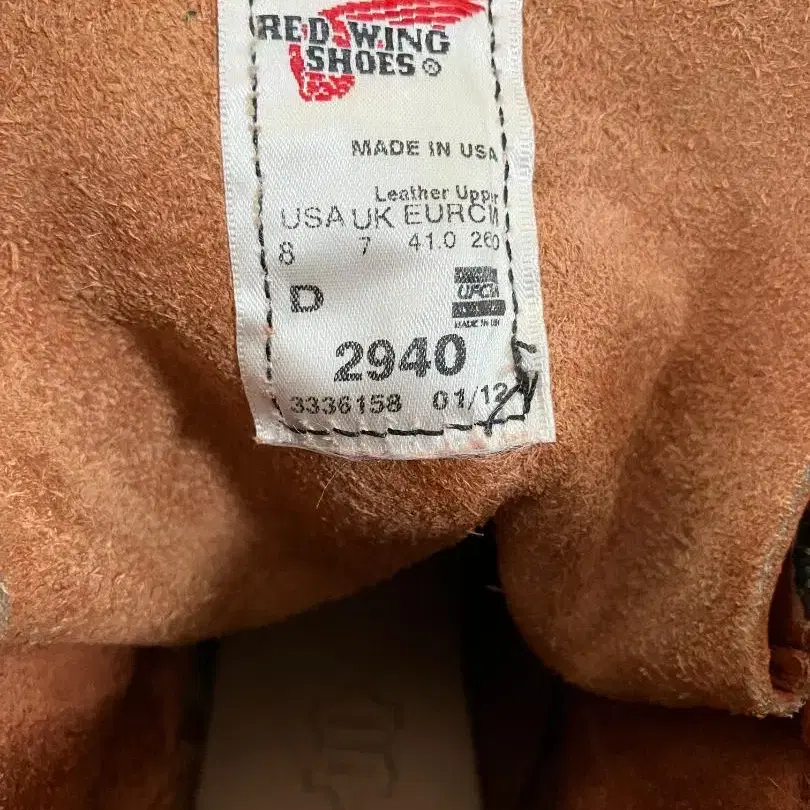 RED WING
SHOES®
MADE IN USA
Leather Upper
USA UK EUR CM
8 7 41.0 260
D
UFCW
MADE IN
2940
3336158 01/12